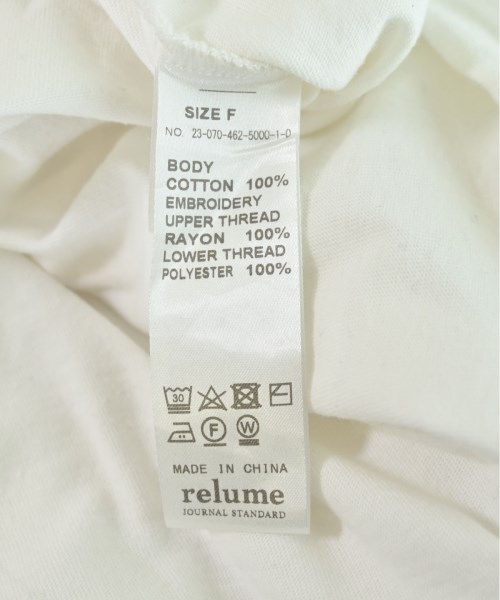 SIZE F
NO. 23-070-462-5000-1-0
BODY
COTTON 100%
EMBROIDERY
UPPER THREAD
RAYON 100%
LOWER THREAD
POLYESTER 100%
30
F W
MADE IN CHINA
relume
JOURNAL STANDARD